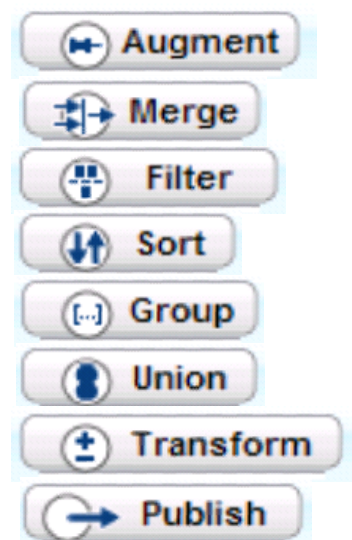 Augment
Merge
Filter
Sort
Group
Union
Transform
Publish